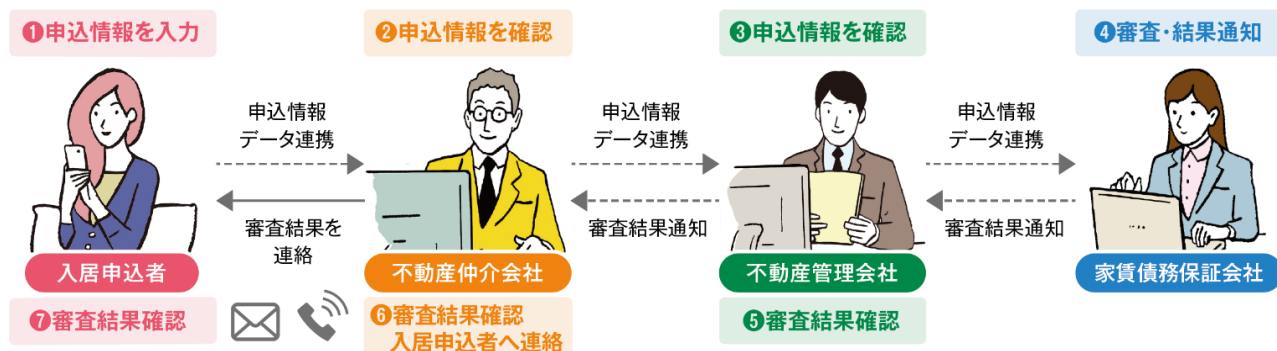 ❶申込情報を入力
❷申込情報を確認
❸申込情報を確認
❹審査・結果通知
申込情報
データ連携
申込情報
データ連携
申込情報
データ連携
審査結果を
連絡
審査結果通知
審査結果通知
入居申込者
不動産仲介会社
不動産管理会社
家賃債務保証会社
❼審査結果確認
❻審査結果確認
入居申込者へ連絡
❺審査結果確認